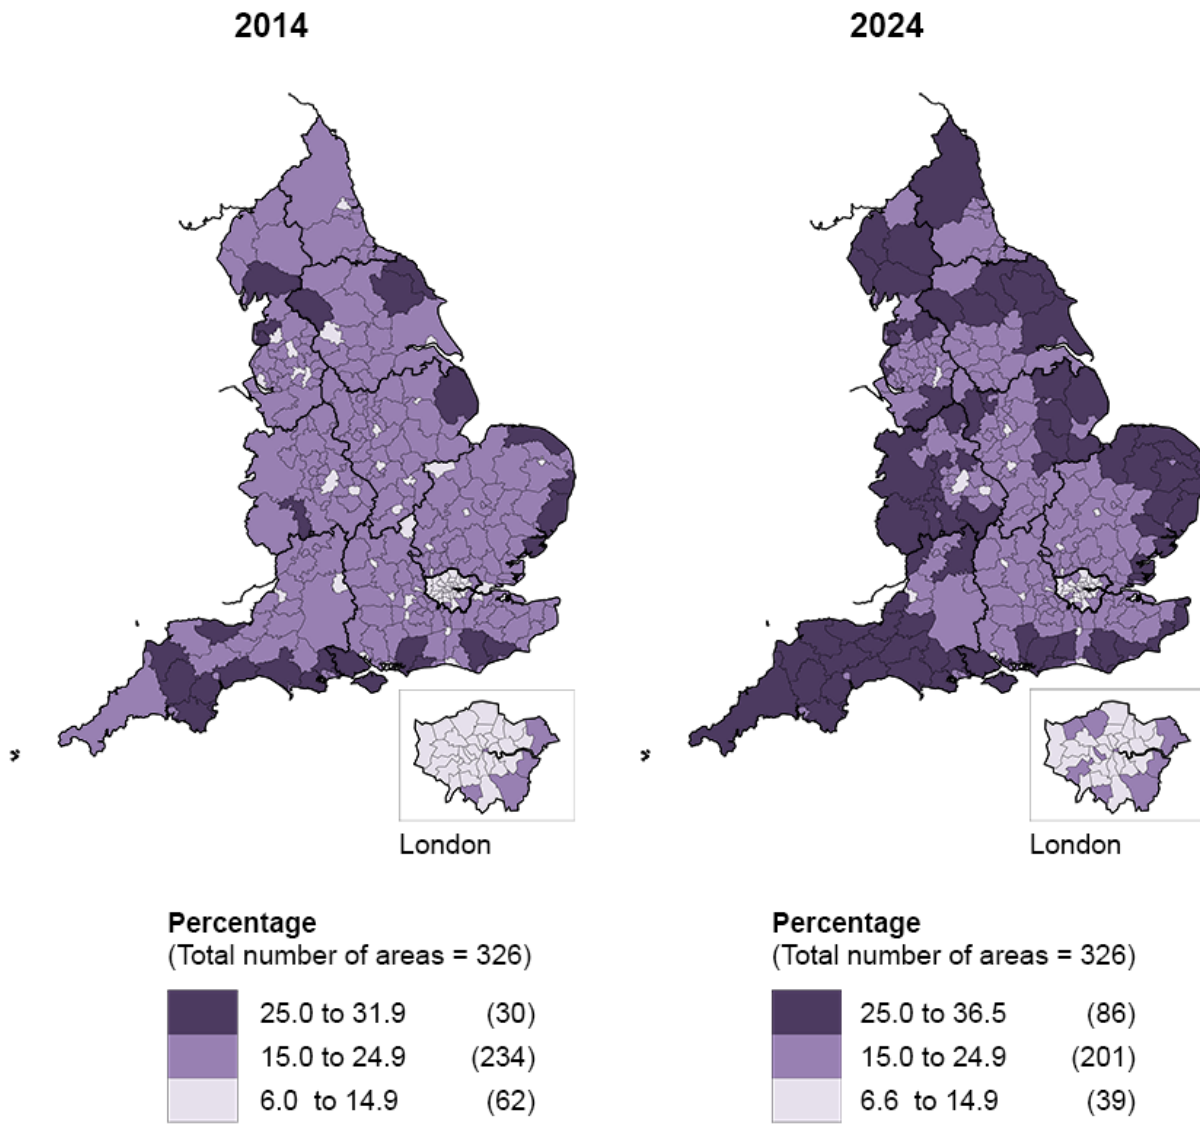 2014
2024
London
London
Percentage
(Total number of areas = 326)
25.0 to 31.9 (30)
15.0 to 24.9 (234)
6.0 to 14.9 (62)
Percentage
(Total number of areas = 326)
25.0 to 36.5 (86)
15.0 to 24.9 (201)
6.6 to 14.9 (39)